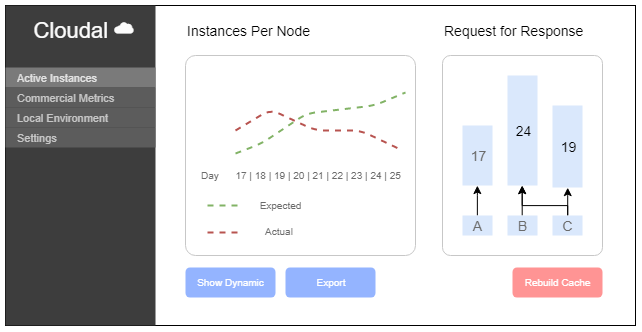 Cloudal
Active Instances
Commercial Metrics
Local Environment
Settings
Instances Per Node
Day 17 | 18 | 19 | 20 | 21 | 22 | 23 | 24 | 25
Expected
Actual
Show Dynamic
Export
Request for Response
17
24
19
A
B
C
Rebuild Cache